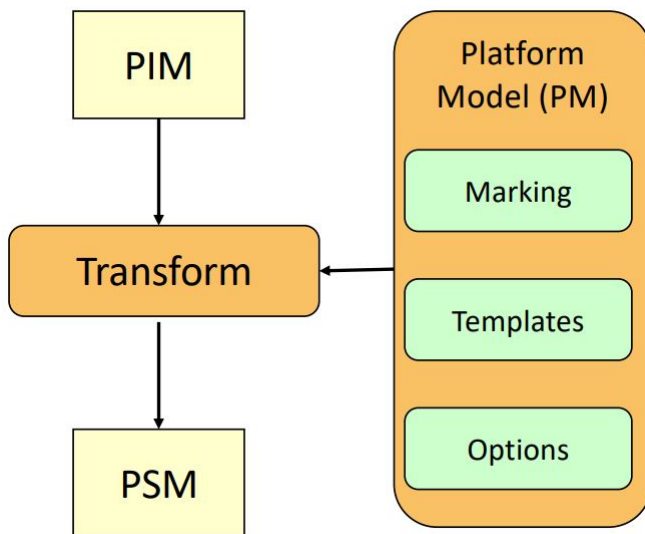 PIM
Transform
PSM
Platform
Model (PM)
Marking
Templates
Options